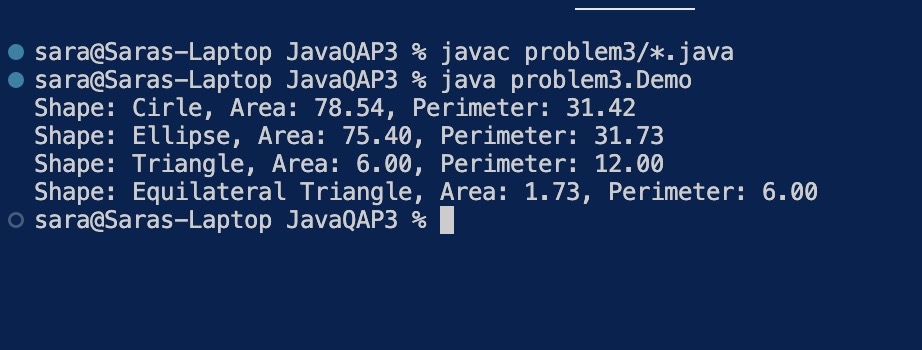 sara@Saras-Laptop JavaQAP3 % javac problem3/*.java
sara@Saras-Laptop JavaQAP3 % java problem3.Demo
Shape: Cirle, Area: 78.54, Perimeter: 31.42
Shape: Ellipse, Area: 75.40, Perimeter: 31.73
Shape: Triangle, Area: 6.00, Perimeter: 12.00
Shape: Equilateral Triangle, Area: 1.73, Perimeter: 6.00
sara@Saras-Laptop JavaQAP3 %